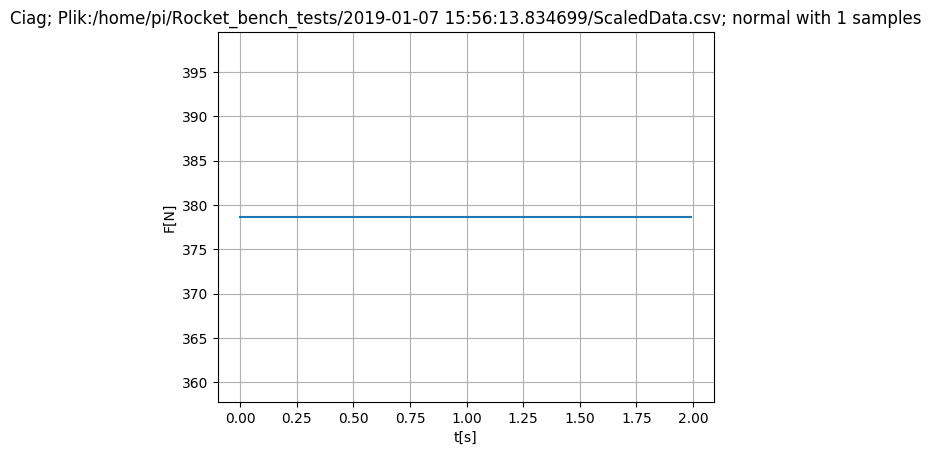 Ciag; Plik:/home/pi/Rocket_bench_tests/2019-01-07 15:56:13.834699/ScaledData.csv; normal with 1 samples
395
390
385
380
375
370
365
360
F[N]
0.00 0.25 0.50 0.75 1.00 1.25 1.50 1.75 2.00
t[s]